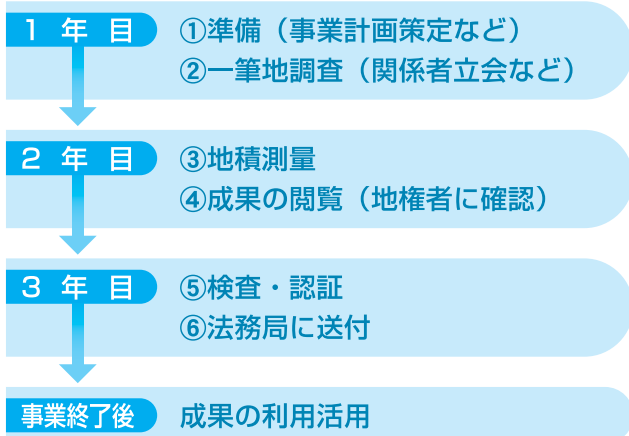 1年目
①準備（事業計画策定など）
②一筆地調査（関係者立会など）
2年目
③地積測量
④成果の閲覧（地権者に確認）
3年目
⑤検査・認証
⑥法務局に送付
事業終了後
成果の利用活用